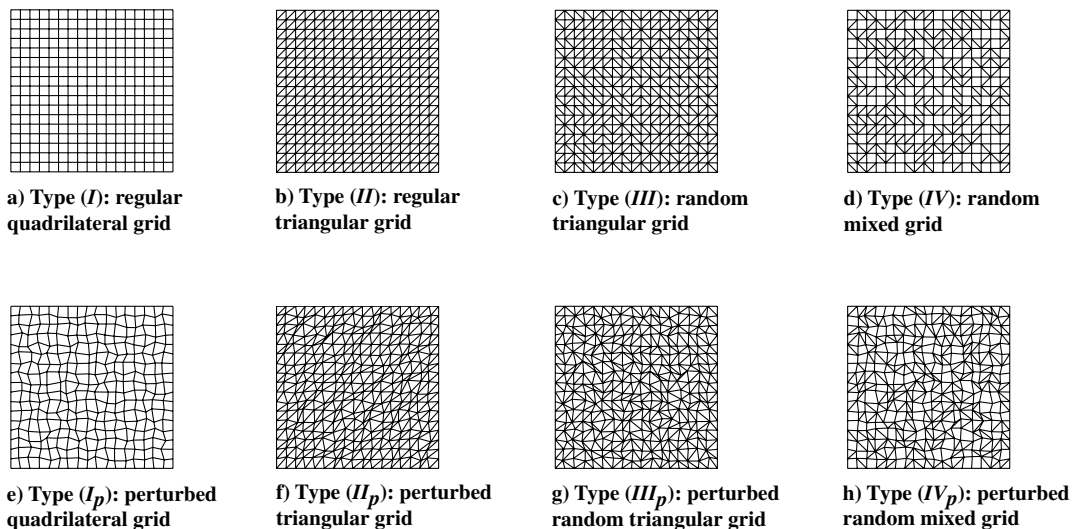 a) Type (I): regular
quadrilateral grid
b) Type (II): regular
triangular grid
c) Type (III): random
triangular grid
d) Type (IV): random
mixed grid
e) Type (Ip): perturbed
quadrilateral grid
f) Type (IIp): perturbed
triangular grid
g) Type (IIIp): perturbed
random triangular grid
h) Type (IVp): perturbed
random mixed grid